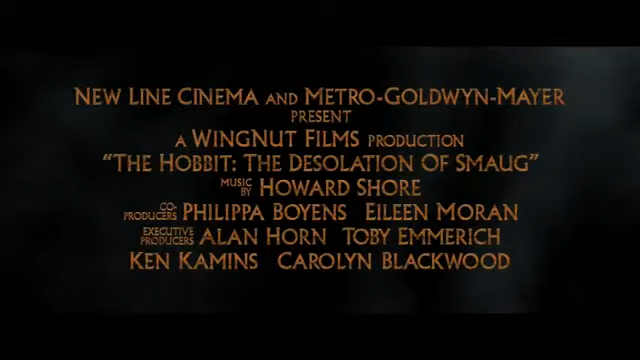 NEW LINE CINEMA AND METRO-GOLDWYN-MAYER
PRESENT
A WINGNUT FILMS PRODUCTION
"THE HOBBIT: THE DESOLATION OF SMAUG"
MUSIC BY HOWARD SHORE
CO-PRODUCERS PHILIPPA BOYENS EILEEN MORAN
EXECUTIVE PRODUCERS ALAN HORN TOBY EMMERICH
KEN KAMINS CAROLYN BLACKWOOD